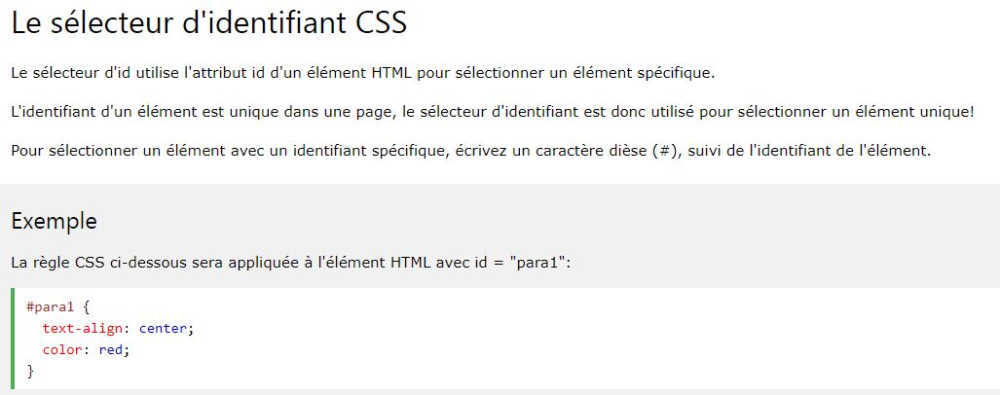 Le sélecteur d'identifiant CSS
Le sélecteur d'id utilise l'attribut id d'un élément HTML pour sélectionner un élément spécifique.
L'identifiant d'un élément est unique dans une page, le sélecteur d'identifiant est donc utilisé pour sélectionner un élément unique!
Pour sélectionner un élément avec un identifiant spécifique, écrivez un caractère dièse (#), suivi de l'identifiant de l'élément.
Exemple
La règle CSS ci-dessous sera appliquée à l'élément HTML avec id = "para1":
#para1 {
  text-align: center;
  color: red;
}